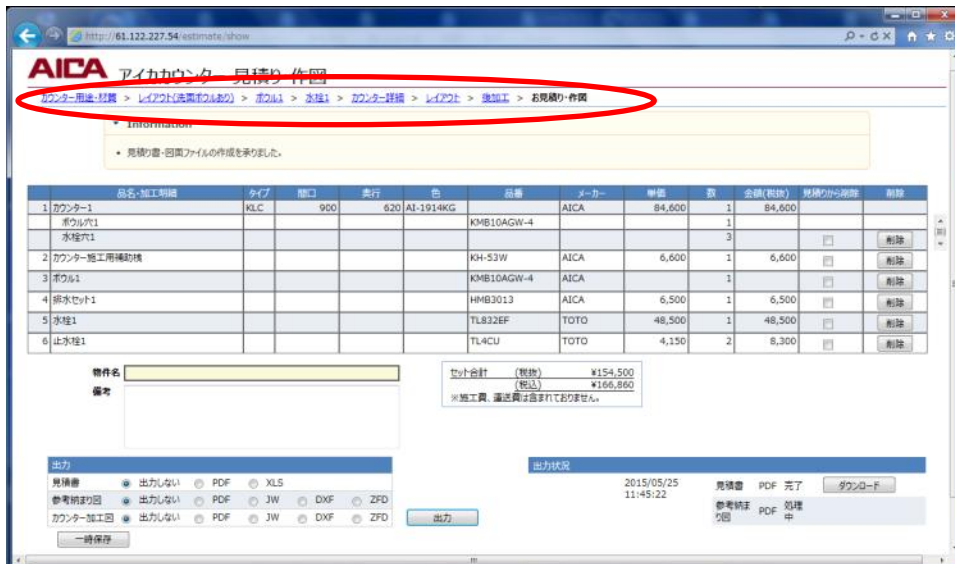 http://61.122.227.54/estimate/show
AICA アイカカウンター 見積り 作図
カウンター用途・材質 > レイアウト(洗面ボウルあり) > ボウル1 > 水栓1 > カウンター詳細 > レイアウト > 後加工 > お見積り・作図
• Information
• 見積り書・図面ファイルの作成を承りました。
品名・加工明細 タイプ 間口 奥行 色 品番 メーカー 単価 数 金額(税抜) 見積りから削除 削除
1 カウンター1 KLC 900 620 AI-1914KG AICA 84,600 1 84,600
ボウル穴1 KMB10AGW-4 1
水栓穴1 3 削除
2 カウンター施工用補助桟 KH-53W AICA 6,600 1 6,600 削除
3 ボウル1 KMB10AGW-4 AICA 1 削除
4 排水セット1 HMB3013 AICA 6,500 1 6,500 削除
5 水栓1 TL832EF TOTO 48,500 1 48,500 削除
6 止水栓1 TL4CU TOTO 4,150 2 8,300 削除
物件名
備考
セット合計 (税抜) ¥154,500
(税込) ¥166,860
※施工費、運送費は含まれておりません。
出力
見積書 出力しない PDF XLS
参考納まり図 出力しない PDF JW DXF ZFD
カウンター加工図 出力しない PDF JW DXF ZFD
出力
一時保存
出力状況
2015/05/25 11:45:22
見積書 PDF 完了 ダウンロード
参考納まり図 PDF 処理中